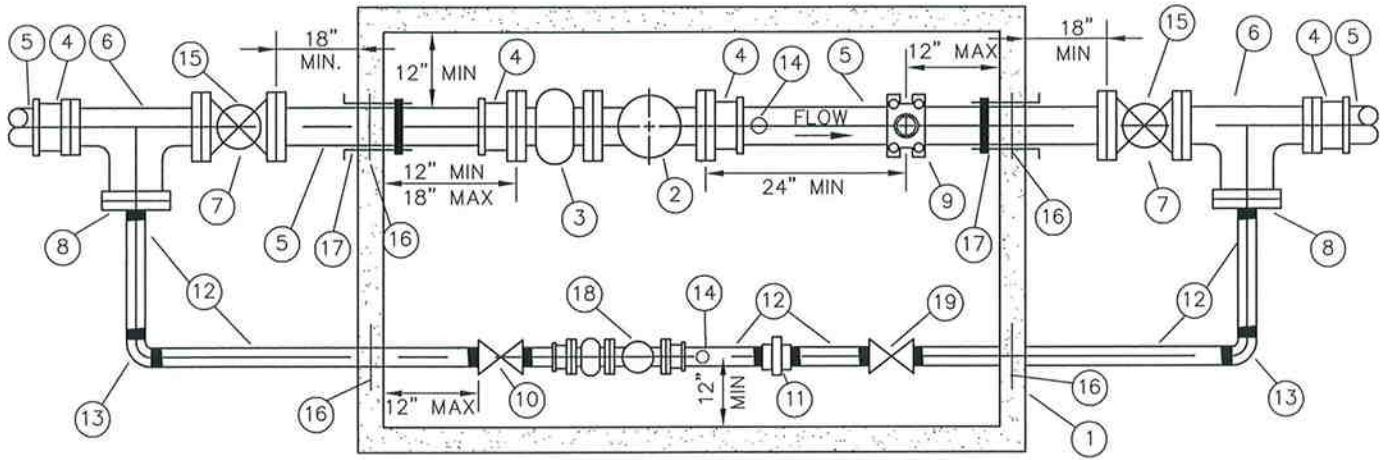 5 4 6 15 18" 12" MIN 4 4 14 5 12" MAX 18" 15 6 4 5
MIN. MIN
FLOW
12" MIN
18" MAX
24" MIN
8 7 5 17 16 3 2 9 17 16 7 8
12 18 14 12 19 12
12" MAX
12" MIN
13 16 10 11 16 13
1